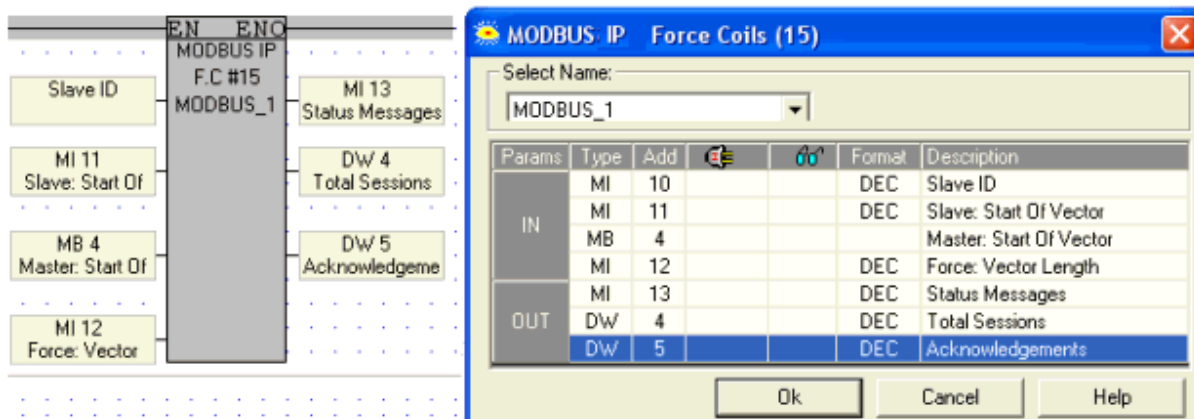 EN ENO
MODBUS IP
F.C #15
MODBUS_1
Slave ID
MI 11
Slave: Start Of
MB 4
Master: Start Of
MI 12
Force: Vector
MI 13
Status Messages
DW 4
Total Sessions
DW 5
Acknowledgeme
MODBUS IP Force Coils (15)
Select Name:
MODBUS_1
Params Type Add Format Description
IN
MI 10 DEC Slave ID
MI 11 DEC Slave: Start Of Vector
MB 4 Master: Start Of Vector
MI 12 DEC Force: Vector Length
OUT
MI 13 DEC Status Messages
DW 4 DEC Total Sessions
DW 5 DEC Acknowledgements
Ok Cancel Help